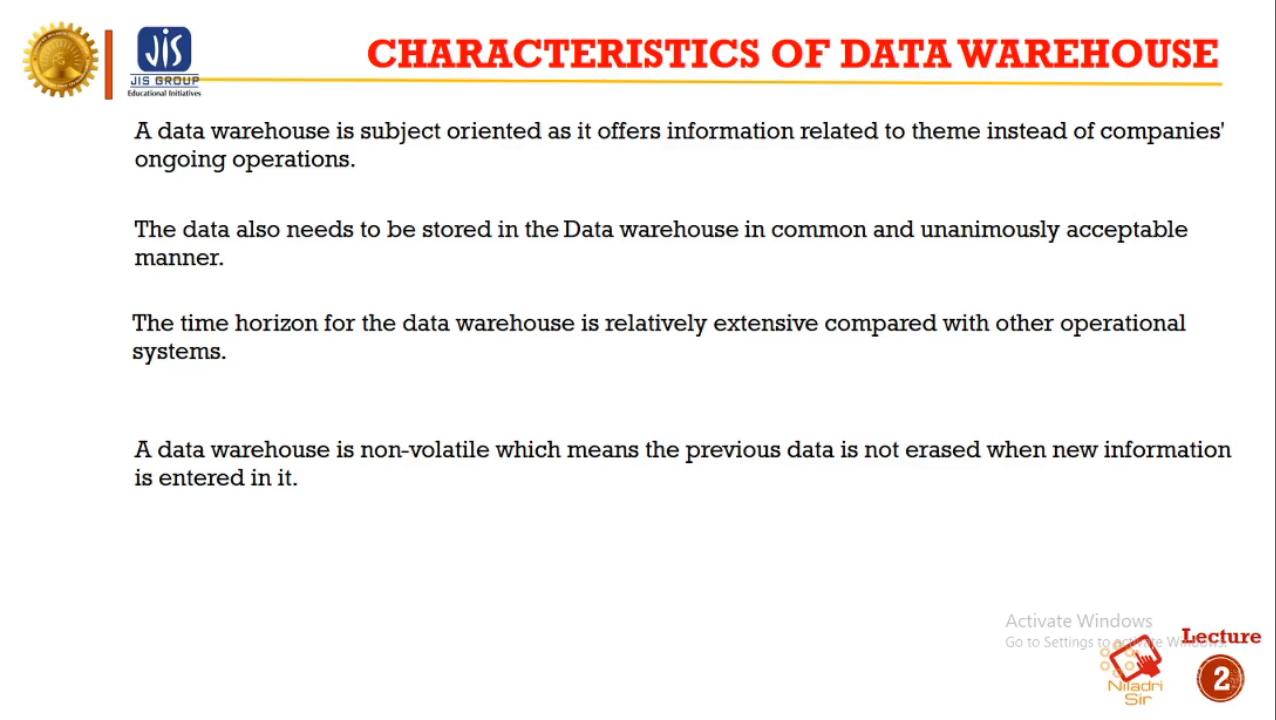 CHARACTERISTICS OF DATA WAREHOUSE
JIS
JIS GROUP
Educational Initiatives
A data warehouse is subject oriented as it offers information related to theme instead of companies'
ongoing operations.
The data also needs to be stored in the Data warehouse in common and unanimously acceptable
manner.
The time horizon for the data warehouse is relatively extensive compared with other operational
systems.
A data warehouse is non-volatile which means the previous data is not erased when new information
is entered in it.
Activate Windows
Go to Settings to activate Windows.
Lecture
2
Niladri
Sir